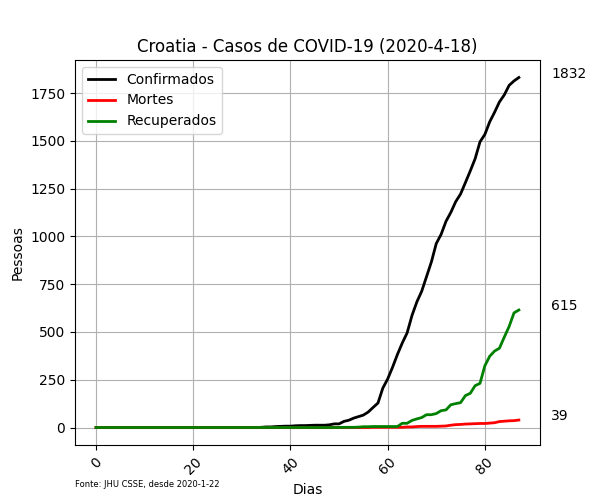 Croatia - Casos de COVID-19 (2020-4-18)
Confirmados
Mortes
Recuperados
1832
615
39
1750
1500
1250
1000
750
500
250
0
Pessoas
0
20
40
60
80
Dias
Fonte: JHU CSSE, desde 2020-1-22